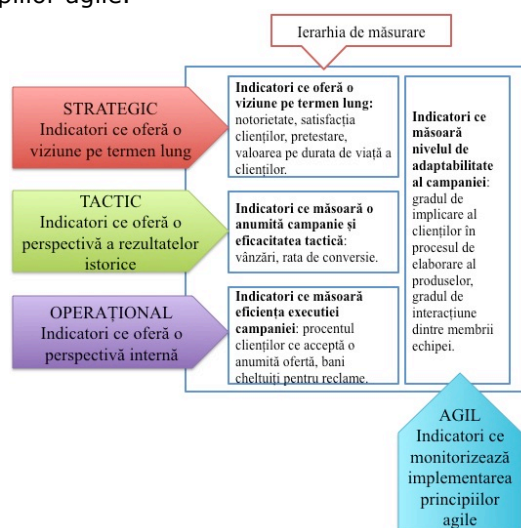 piilor agile.
Ierarhia de măsurare
STRATEGIC
Indicatori ce oferă o
viziune pe termen lung
Indicatori ce oferă o
viziune pe termen lung:
notorietate, satisfacția
clienților, pretestare,
valoarea pe durata de viață a
clienților.
TACTIC
Indicatori ce oferă o
perspectivă a rezultatelor
istorice
Indicatori ce măsoară o
anumită campanie și
eficacitatea tactică:
vânzări, rata de conversie.
OPERAȚIONAL
Indicatori ce oferă o
perspectivă internă
Indicatori ce măsoară
eficiența execuției
campaniei: procentul
clienților ce acceptă o
anumită ofertă, bani
cheltuiți pentru reclame.
Indicatori ce
măsoară
nivelul de
adaptabilitate
al campaniei:
gradul de
implicare al
clienților în
procesul de
elaborare al
produselor,
gradul de
interacțiune
dintre membrii
echipei.
AGIL
Indicatori ce
monitorizează
implementarea
principiilor
agile